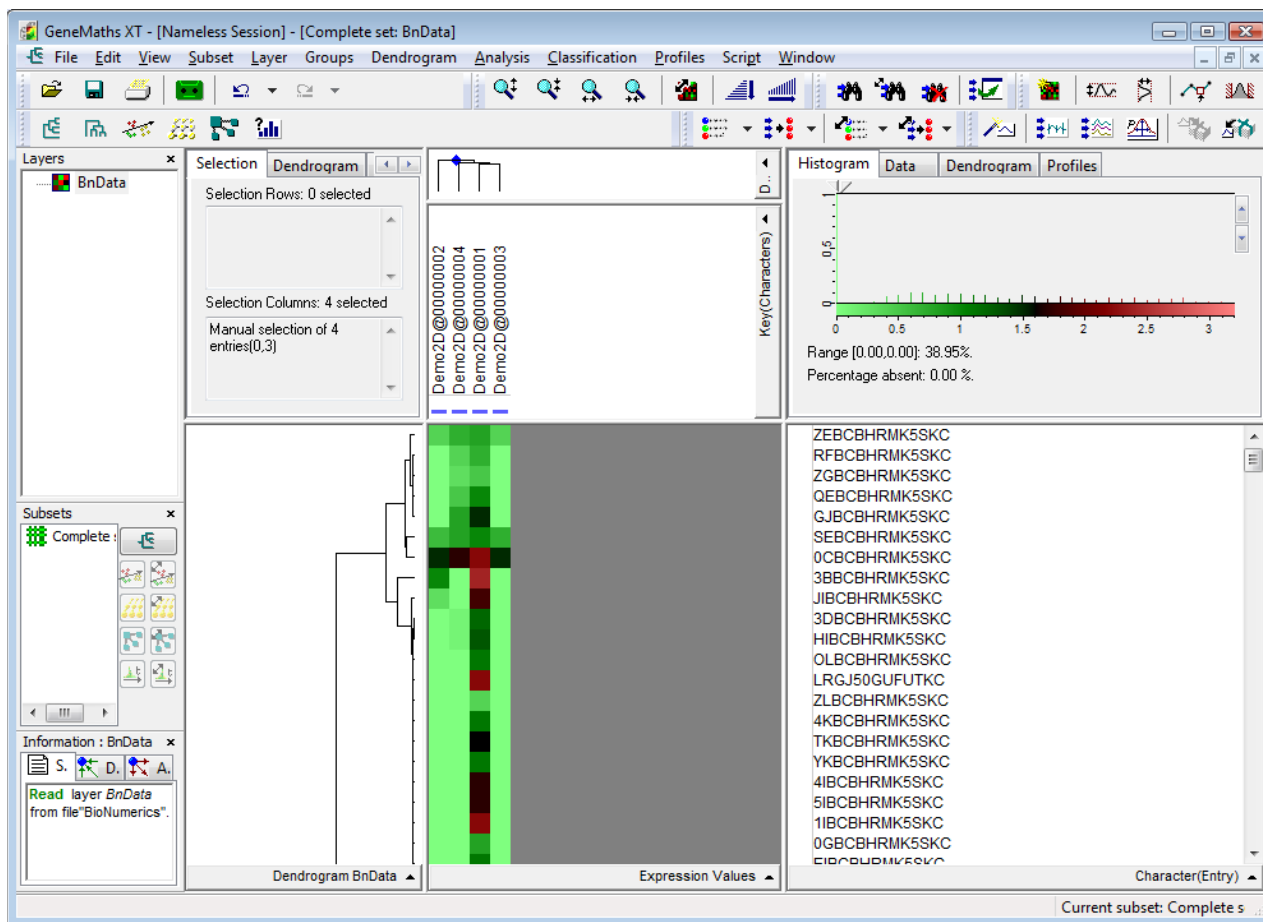 GeneMaths XT - [Nameless Session] - [Complete set: BnData]
File Edit View Subset Layer Groups Dendrogram Analysis Classification Profiles Script Window
Layers
BnData
Subsets
Complete s
Information : BnData
S. D. A.
Read layer BnData
from file"BioNumerics".
Selection Dendrogram
Selection Rows: 0 selected
Selection Columns: 4 selected
Manual selection of 4
entries(0,3)
D..
Key(Characters)
Demo2D@00000002
Demo2D@00000004
Demo2D@00000001
Demo2D@00000003
Histogram Data Dendrogram Profiles
1
0,5
0
0 0.5 1 1.5 2 2.5 3
Range [0.00,0.00]: 38.95%.
Percentage absent: 0.00 %.
ZEBCBHRMK5SKC
RFBCBHRMK5SKC
ZGBCBHRMK5SKC
QEBCBHRMK5SKC
GJBCBHRMK5SKC
SEBCBHRMK5SKC
0CBCBHRMK5SKC
3BBCBHRMK5SKC
JIBCBHRMK5SKC
3DBCBHRMK5SKC
HIBCBHRMK5SKC
OLBCBHRMK5SKC
LRGJ50GUFUTKC
ZLBCBHRMK5SKC
4KBCBHRMK5SKC
TKBCBHRMK5SKC
YKBCBHRMK5SKC
4IBCBHRMK5SKC
5IBCBHRMK5SKC
1IBCBHRMK5SKC
0GBCBHRMK5SKC
Dendrogram BnData
Expression Values
Character(Entry)
Current subset: Complete s